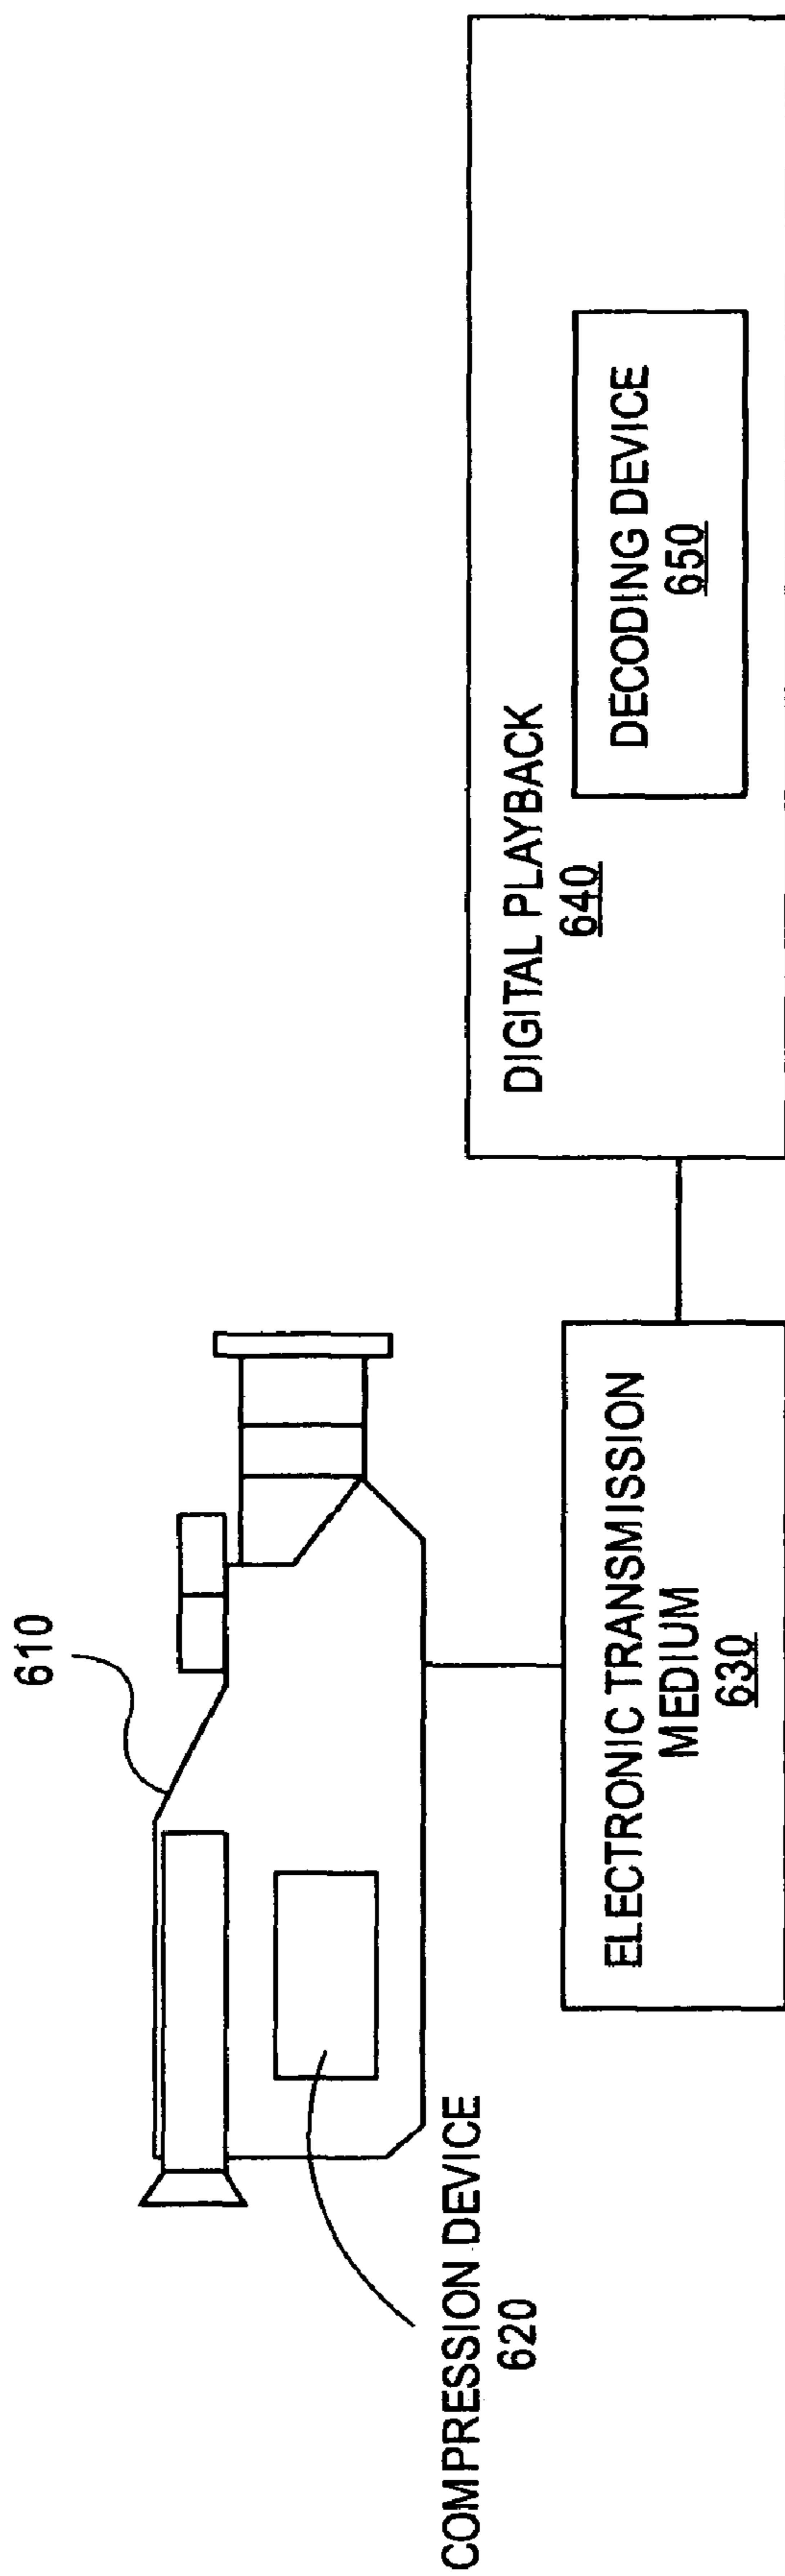 610
COMPRESSION DEVICE
620
ELECTRONIC TRANSMISSION
MEDIUM
630
DIGITAL PLAYBACK
640
DECODING DEVICE
650